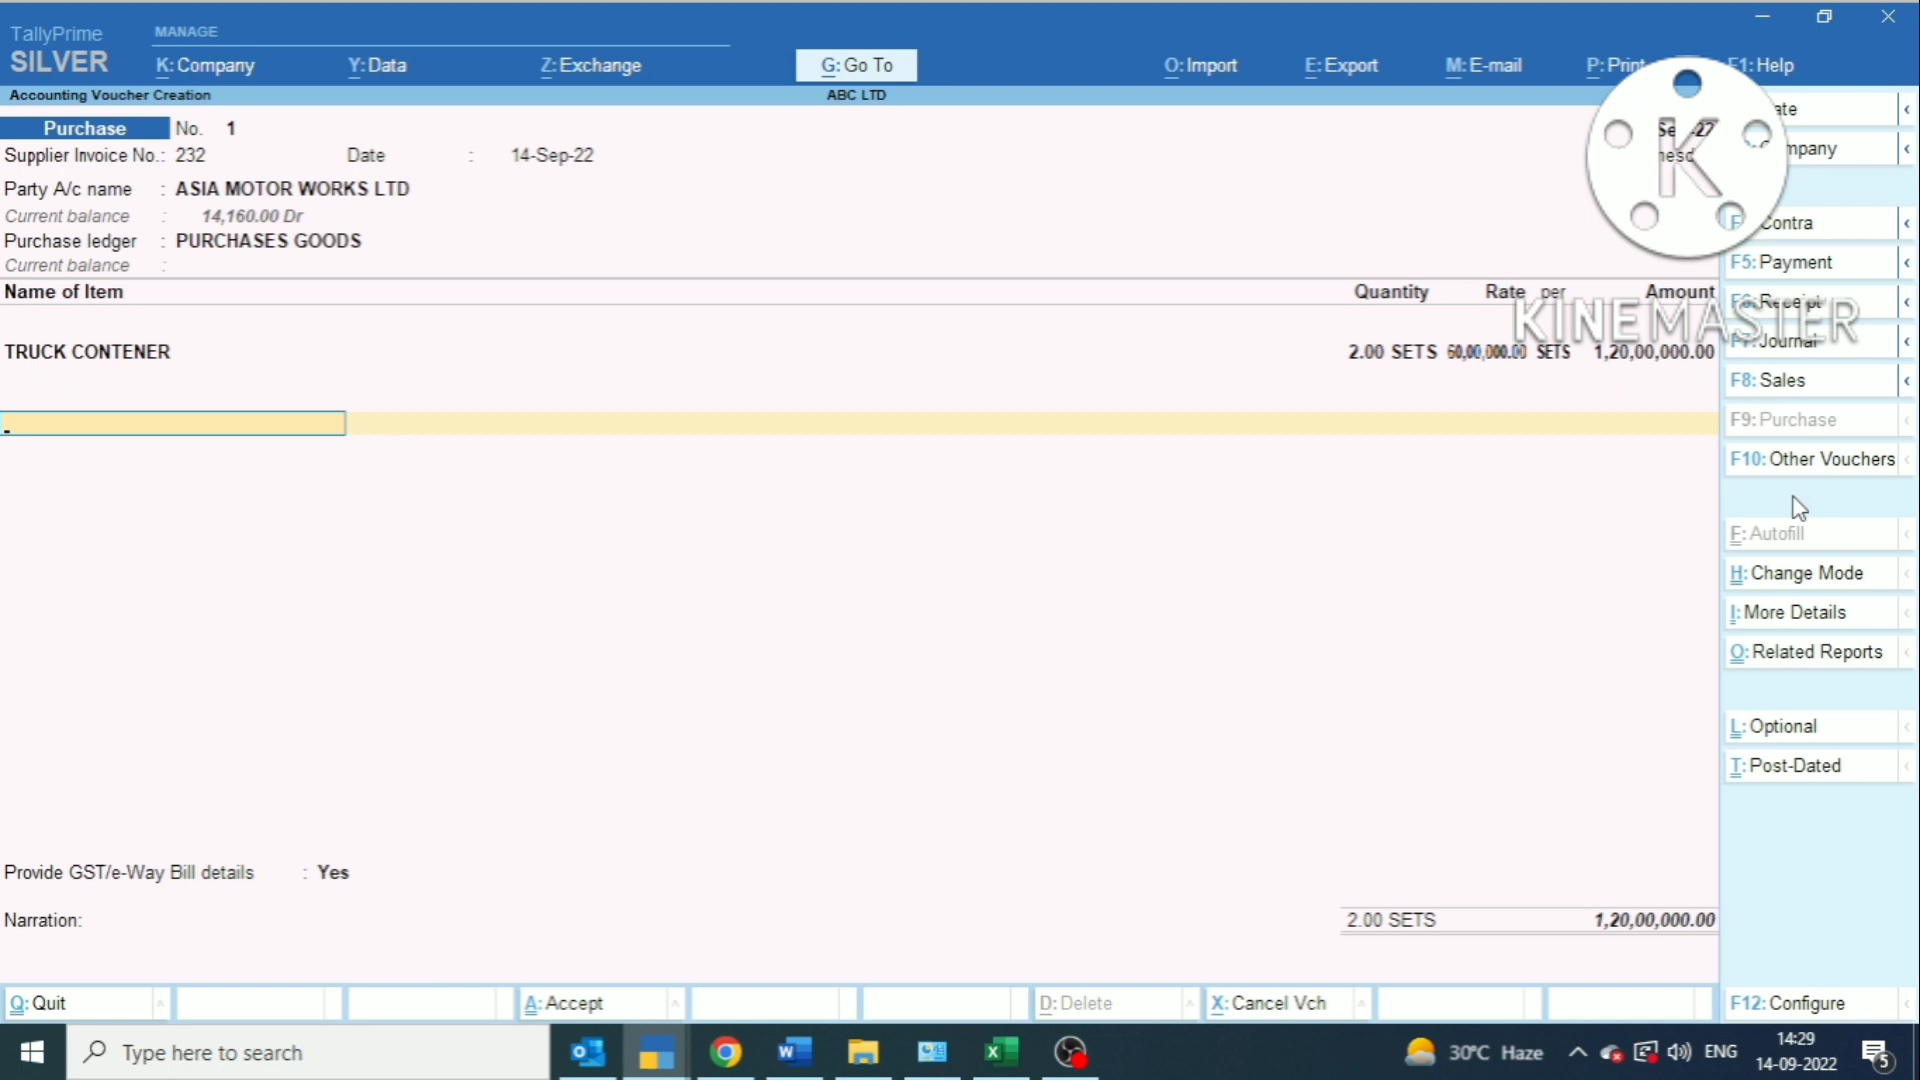 TallyPrime
SILVER
MANAGE
K: Company
Y: Data
Z: Exchange
G: Go To
O: Import
E: Export
M: E-mail
P: Print
F1: Help
Accounting Voucher Creation
ABC LTD
Purchase No. 1
Supplier Invoice No.: 232 Date : 14-Sep-22
Party A/c name : ASIA MOTOR WORKS LTD
Current balance : 14,160.00 Dr
Purchase ledger : PURCHASES GOODS
Current balance :
Name of Item Quantity Rate per Amount
TRUCK CONTENER 2.00 SETS 60,00,000.00 SETS 1,20,00,000.00
K
KINEMASTER
Contra
F5: Payment
F6: Receipt
F7: Journal
F8: Sales
F9: Purchase
F10: Other Vouchers
F: Autofill
H: Change Mode
I: More Details
O: Related Reports
L: Optional
T: Post-Dated
Provide GST/e-Way Bill details : Yes
Narration: 2.00 SETS 1,20,00,000.00
Q: Quit
A: Accept
D: Delete
X: Cancel Vch
F12: Configure
Type here to search
30°C Haze
ENG
14:29
14-09-2022
5